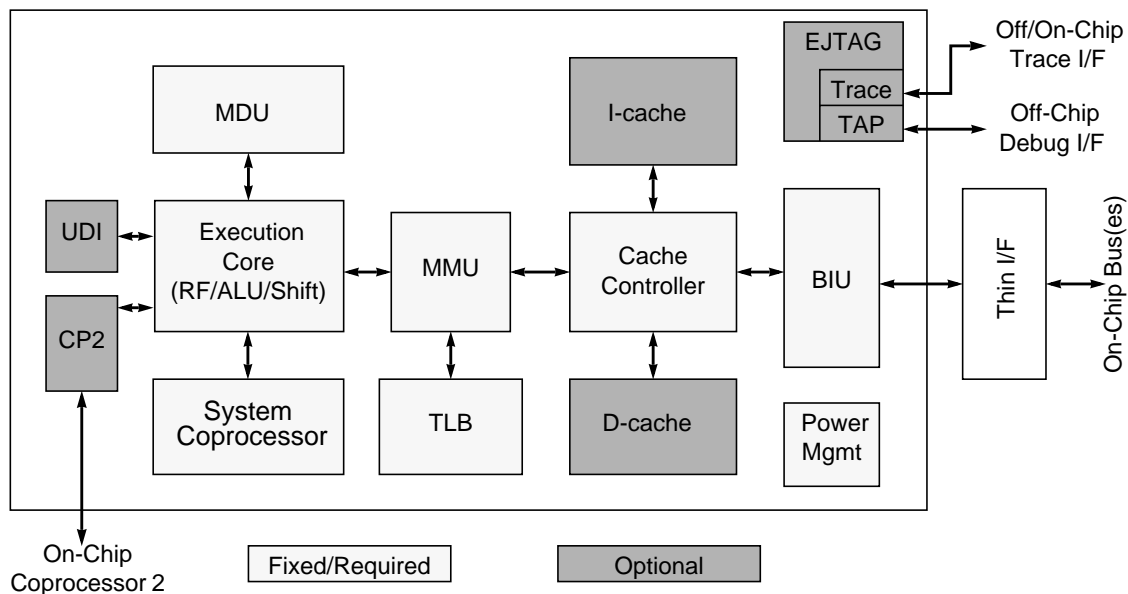 EJTAG
Trace
TAP
Off/On-Chip
Trace I/F
Off-Chip
Debug I/F
MDU
I-cache
UDI
CP2
Execution
Core
(RF/ALU/Shift)
MMU
Cache
Controller
BIU
Thin I/F
On-Chip Bus(es)
System
Coprocessor
TLB
D-cache
Power
Mgmt
On-Chip
Coprocessor 2
Fixed/Required
Optional